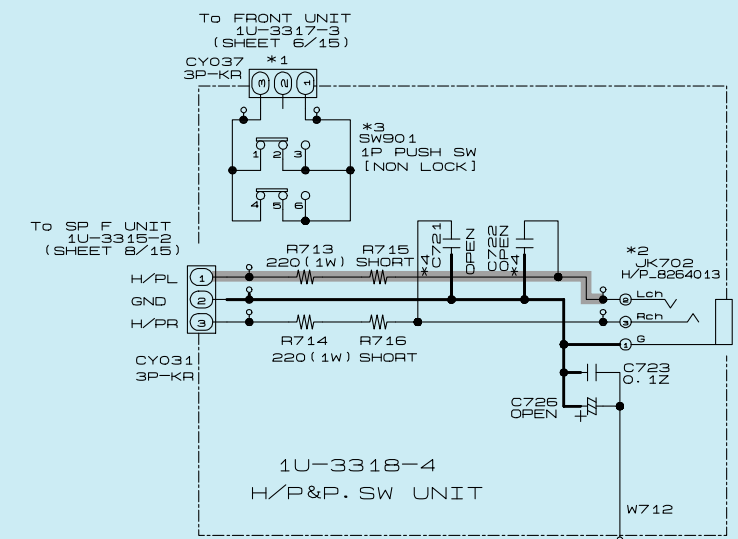 To FRONT UNIT
1U-3317-3
(SHEET 6/15)
CY037 *1
3P-KR
3 2 1
*3
SW901
1P PUSH SW
[NON LOCK]
1 2 3
4 5 6
To SP F UNIT
1U-3315-2
(SHEET 8/15)
R713
220(1W)
R715
SHORT
*4
C721
OPEN
C722
OPEN
*4
*2
JK702
H/P_8264013
H/PL
1
GND
2
H/PR
3
2 Lch
3 Rch
1 G
R714
220(1W)
R716
SHORT
CY031
3P-KR
C723
0.1Z
C726
OPEN
+
1U-3318-4
H/P&P.SW UNIT
W712